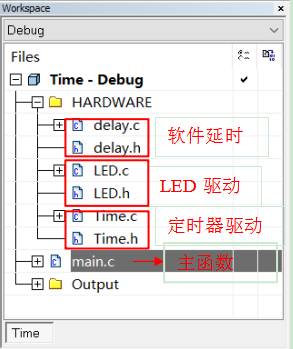 Workspace
Debug
Files
Time - Debug
HARDWARE
delay.c
软件延时
delay.h
LED.c
LED 驱动
LED.h
Time.c
定时器驱动
Time.h
main.c
主函数
Output
Time